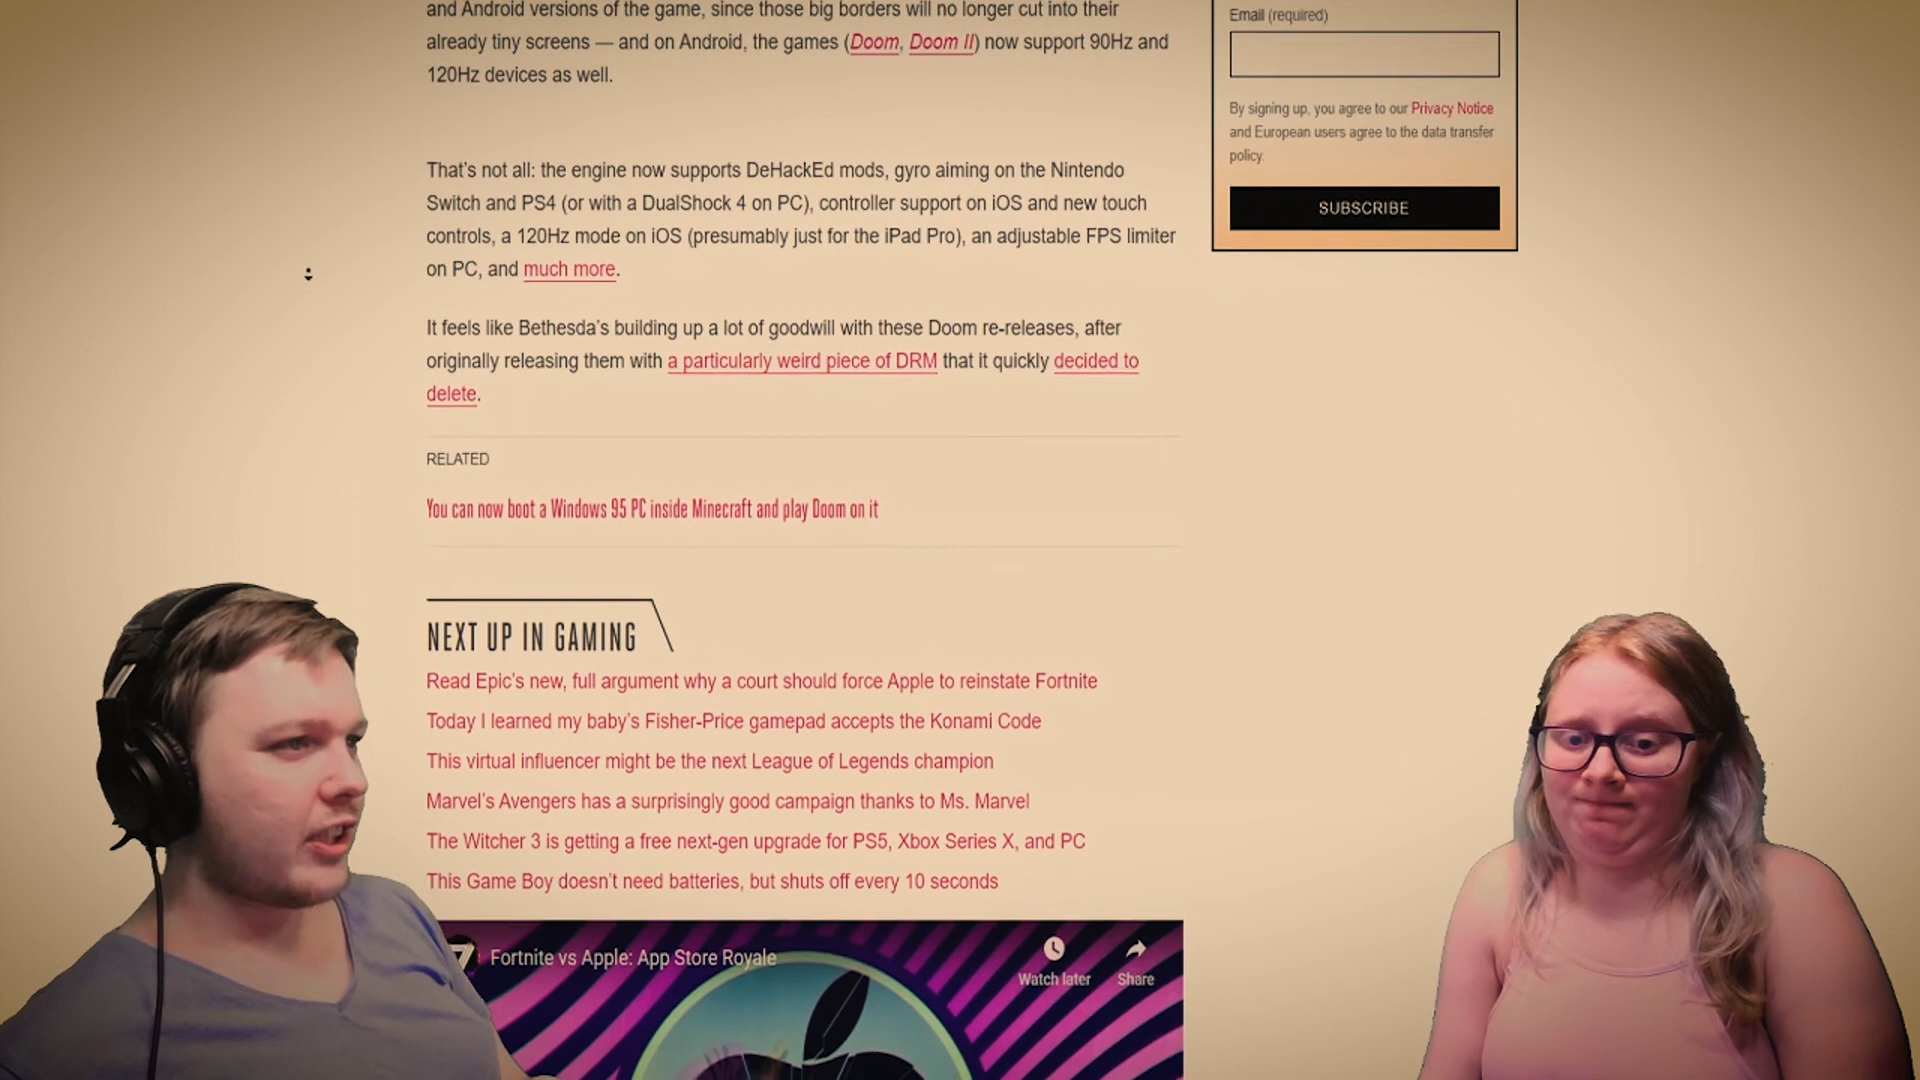 and Android versions of the game, since those big borders will no longer cut into their
already tiny screens — and on Android, the games (Doom, Doom II) now support 90Hz and
120Hz devices as well.
That's not all: the engine now supports DeHackEd mods, gyro aiming on the Nintendo
Switch and PS4 (or with a DualShock 4 on PC), controller support on iOS and new touch
controls, a 120Hz mode on iOS (presumably just for the iPad Pro), an adjustable FPS limiter
on PC, and much more.
It feels like Bethesda's building up a lot of goodwill with these Doom re-releases, after
originally releasing them with a particularly weird piece of DRM that it quickly decided to
delete.
RELATED
You can now boot a Windows 95 PC inside Minecraft and play Doom on it
NEXT UP IN GAMING
Read Epic's new, full argument why a court should force Apple to reinstate Fortnite
Today I learned my baby's Fisher-Price gamepad accepts the Konami Code
This virtual influencer might be the next League of Legends champion
Marvel's Avengers has a surprisingly good campaign thanks to Ms. Marvel
The Witcher 3 is getting a free next-gen upgrade for PS5, Xbox Series X, and PC
This Game Boy doesn't need batteries, but shuts off every 10 seconds
Fortnite vs Apple: App Store Royale
Watch later
Share
Email (required)
By signing up, you agree to our Privacy Notice
and European users agree to the data transfer
policy.
SUBSCRIBE